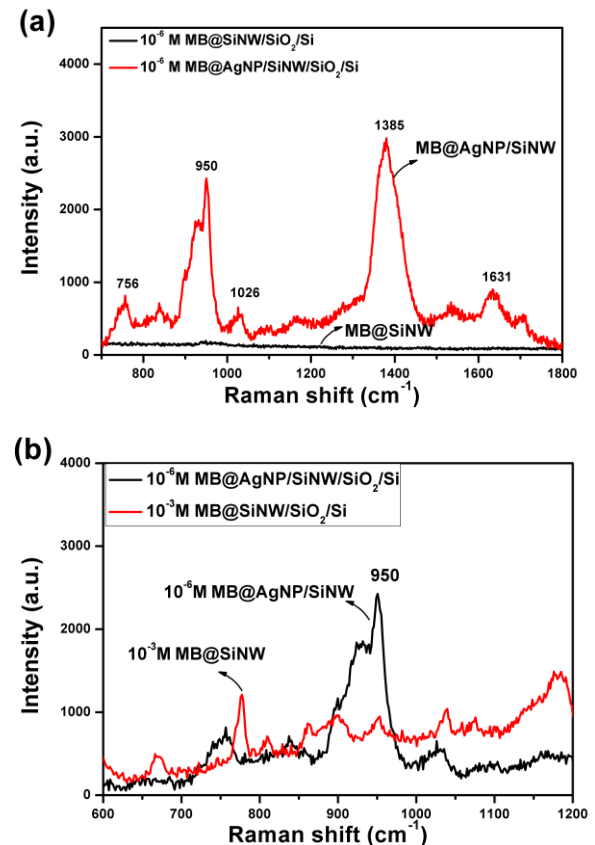 (a)
10⁻⁶ M MB@SiNW/SiO₂/Si
10⁻⁶ M MB@AgNP/SiNW/SiO₂/Si
4000
3000
2000
1000
0
Intensity (a.u.)
756
950
1026
1385
1631
MB@AgNP/SiNW
MB@SiNW
800
1000
1200
1400
1600
1800
Raman shift (cm⁻¹)
(b)
10⁻⁶M MB@AgNP/SiNW/SiO₂/Si
10⁻³M MB@SiNW/SiO₂/Si
4000
3000
2000
1000
0
Intensity (a.u.)
950
10⁻⁶M MB@AgNP/SiNW
10⁻³M MB@SiNW
600
700
800
900
1000
1100
1200
Raman shift (cm⁻¹)